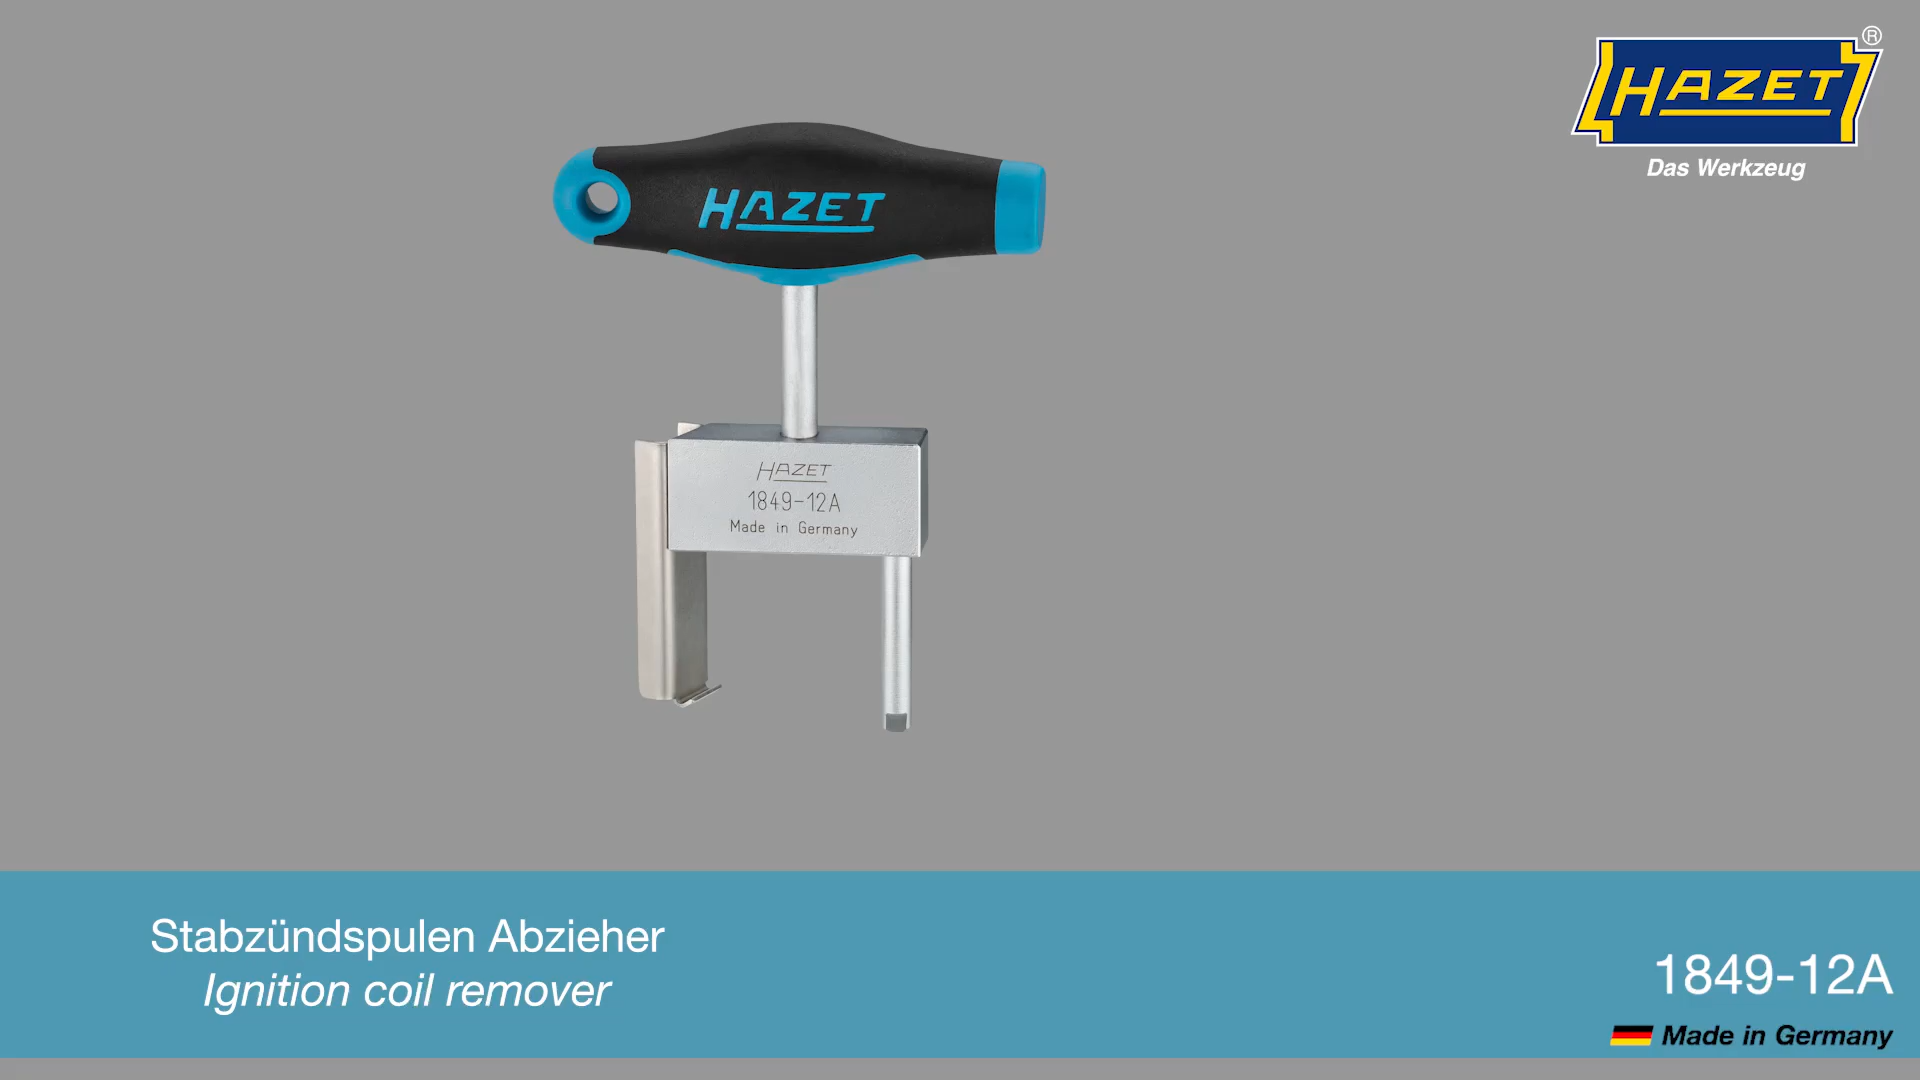 HAZET®
Das Werkzeug
HAZET
HAZET
1849-12A
Made in Germany
Stabzündspulen Abzieher
Ignition coil remover
1849-12A
Made in Germany